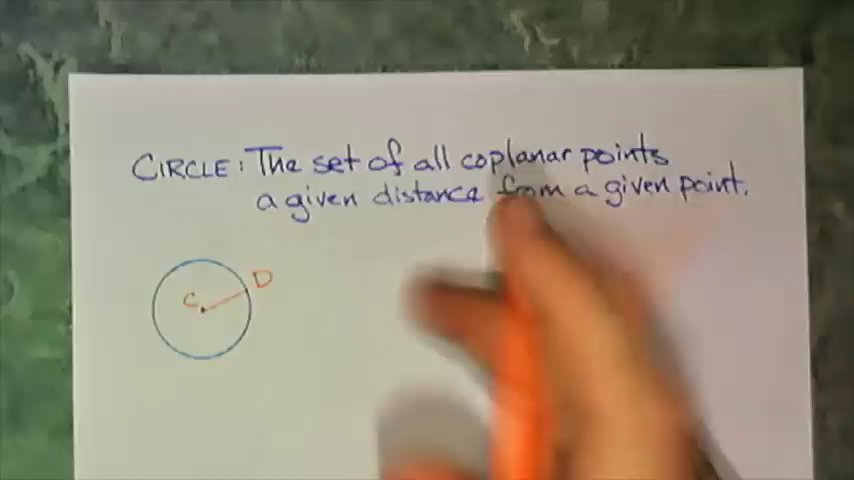 CIRCLE: The set of all coplanar points
a given distance from a given point.
D
C